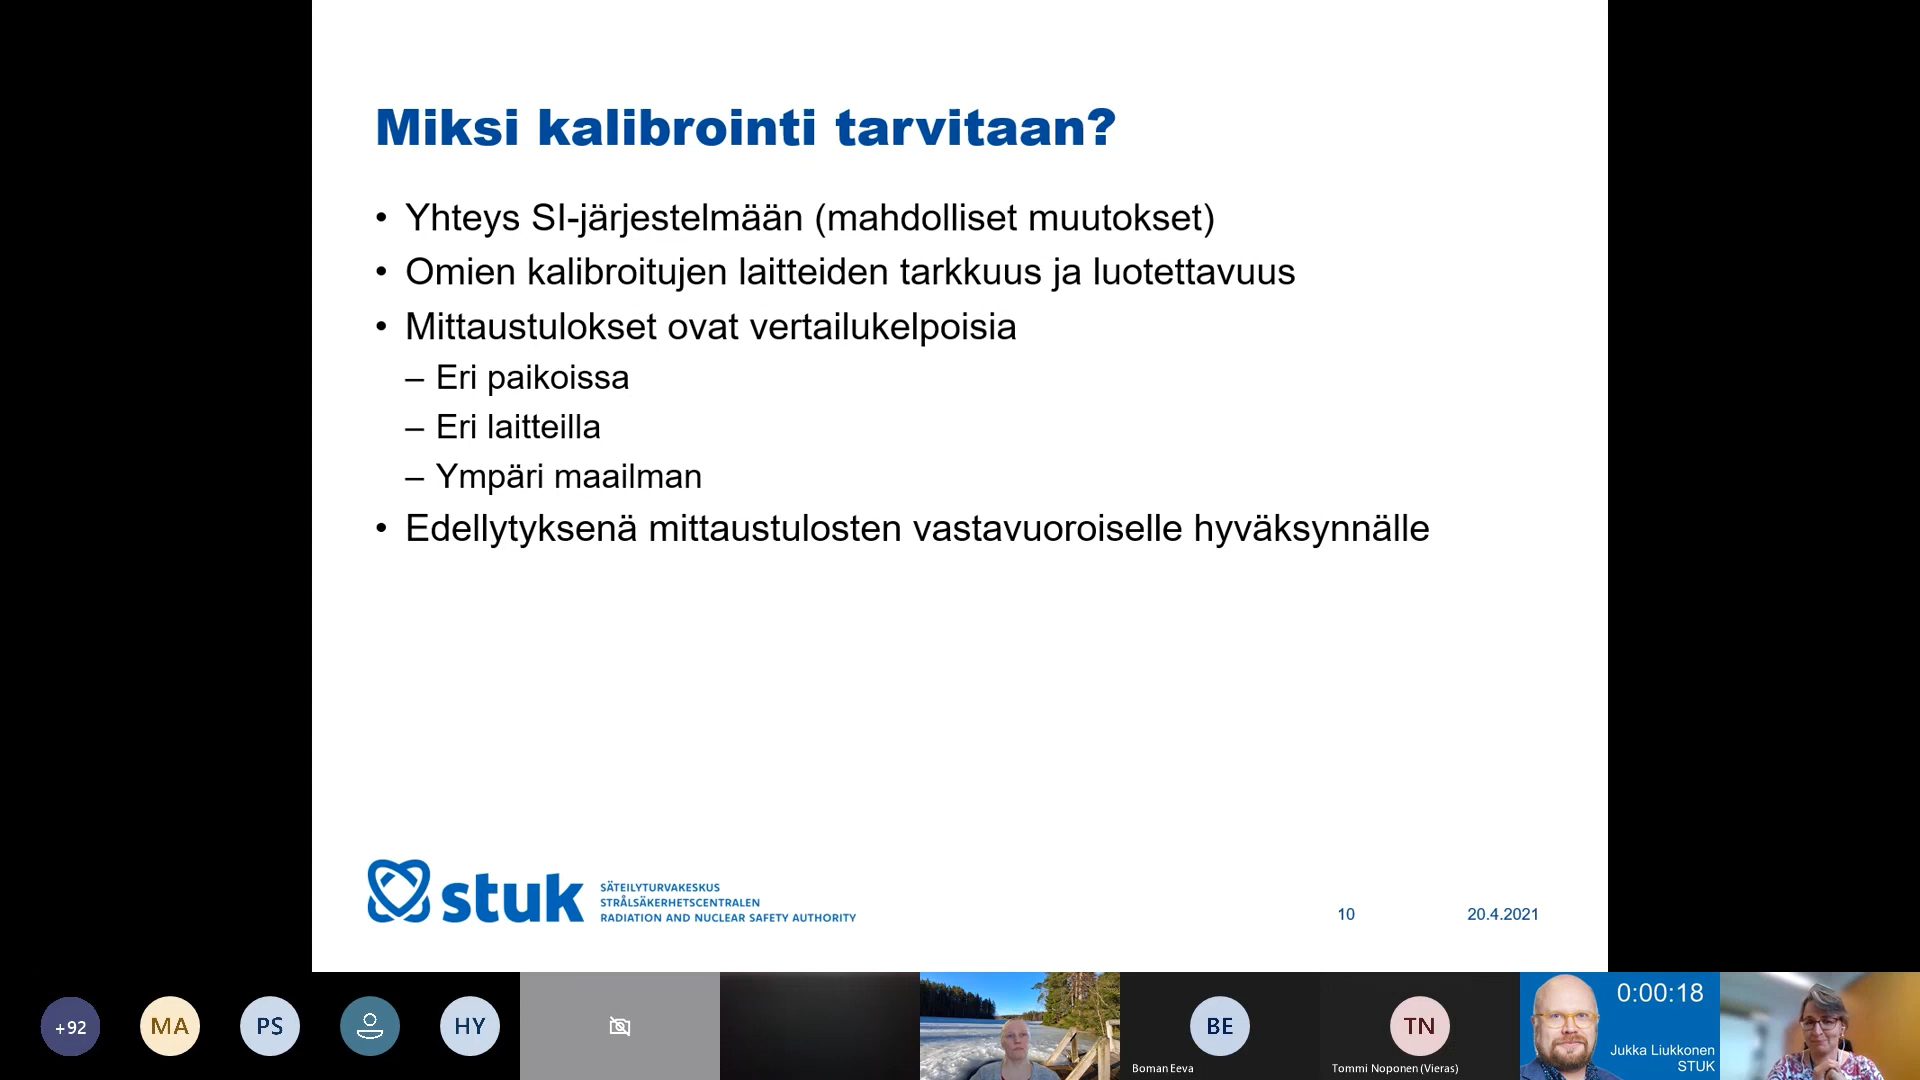 Miksi kalibrointi tarvitaan?
• Yhteys SI-järjestelmään (mahdolliset muutokset)
• Omien kalibroitujen laitteiden tarkkuus ja luotettavuus
• Mittaustulokset ovat vertailukelpoisia
– Eri paikoissa
– Eri laitteilla
– Ympäri maailman
• Edellytyksenä mittaustulosten vastavuoroiselle hyväksynnälle
stuk
SÄTEILYTURVAKESKUS
STRÅLSÄKERHETSCENTRALEN
RADIATION AND NUCLEAR SAFETY AUTHORITY
10
20.4.2021
+92
MA
PS
HY
BE
Boman Eeva
TN
Tommi Noponen (Vieras)
0:00:18
Jukka Liukkonen
STUK